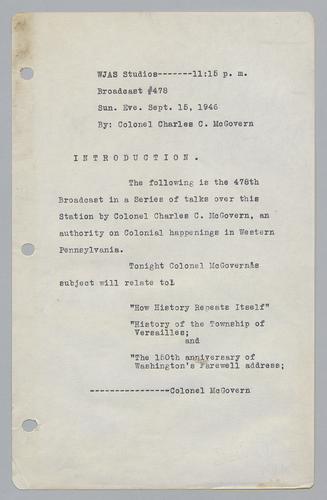 WJAS Studios-------11:15 p. m.
Broadcast #478
Sun. Eve. Sept. 15, 1946
By: Colonel Charles C. McGovern
INTRODUCTION.
The following is the 478th
Broadcast in a Series of talks over this
Station by Colonel Charles C. McGovern, an
authority on Colonial happenings in Western
Pennsylvania.
Tonight Colonel McGovern's
subject will relate to:
"How History Repeats Itself"
"History of the Township of
Versailles;
and
"The 150th anniversary of
Washington's Farewell address;
----------------Colonel McGovern